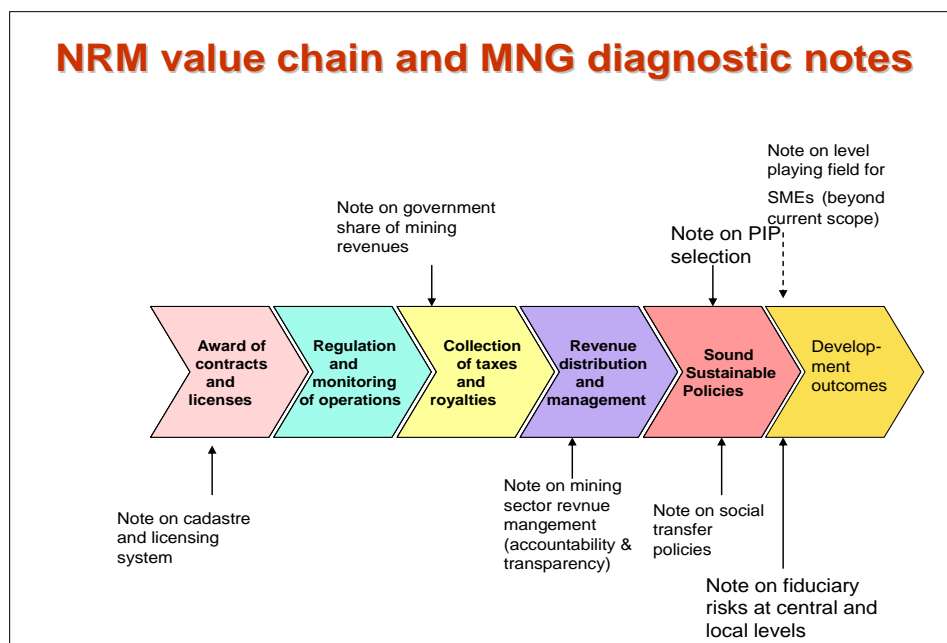 NRM value chain and MNG diagnostic notes
Note on level
playing field for
SMEs (beyond
current scope)
Note on government
share of mining
revenues
Note on PIP
selection
Award of
contracts
and
licenses
Regulation
and
monitoring
of operations
Collection
of taxes
and
royalties
Revenue
distribution
and
management
Sound
Sustainable
Policies
Develop-
ment
outcomes
Note on cadastre
and licensing
system
Note on mining
sector revnue
mangement
(accountability &
transparency)
Note on social
transfer
policies
Note on fiduciary
risks at central and
local levels